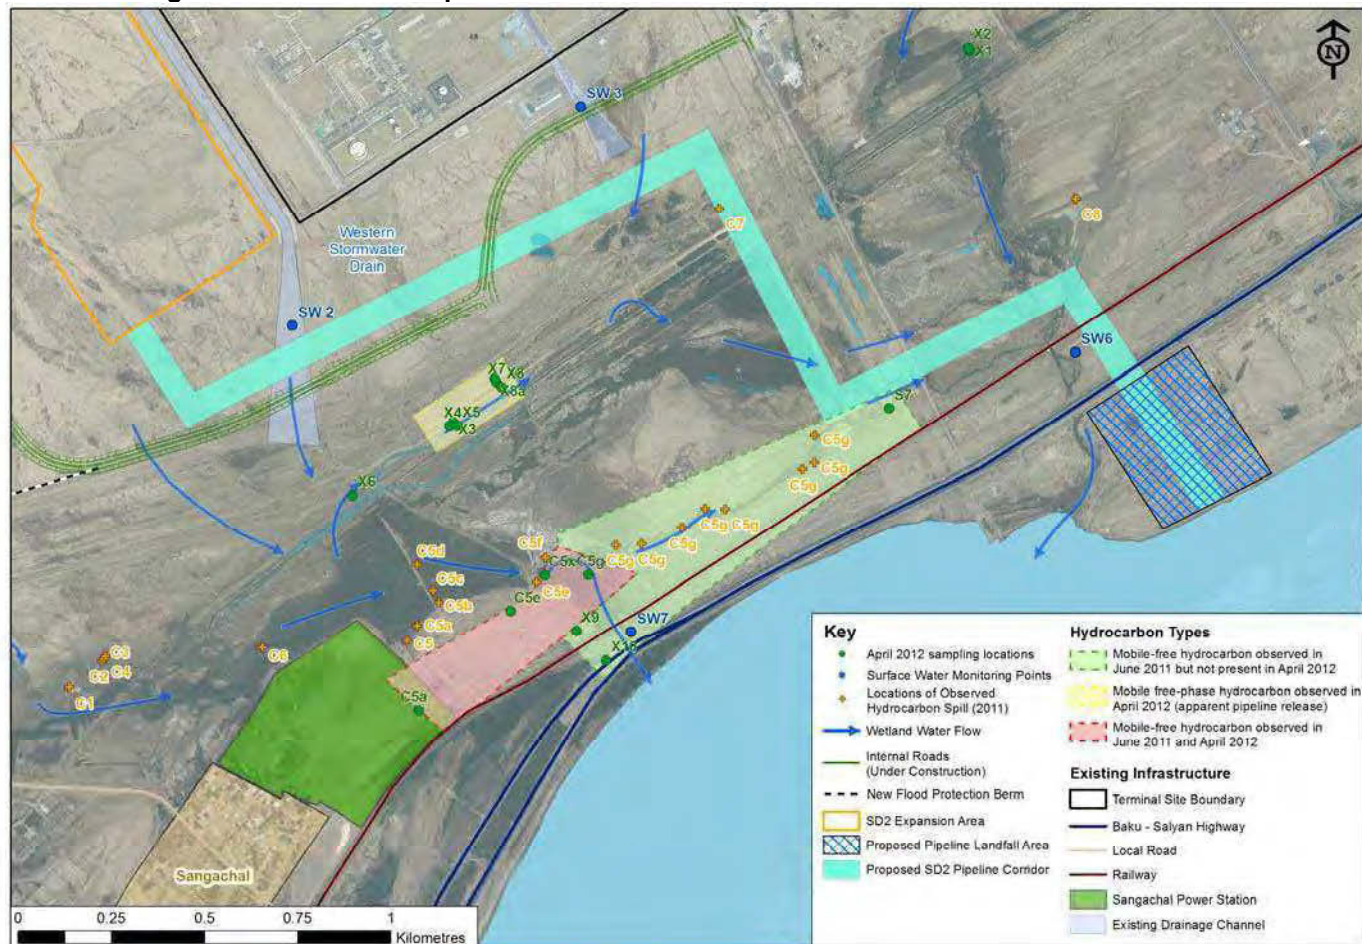 X2
X1
N
SW 3
C7
C8
Western
Stormwater
Drain
SW 2
SW6
X7
X8a
S7
X4
X5
X3
C5g
C5g
C5g
X6
C5g
C5g
C5g
C5f
C5g
C5g
C5d
C5x
C5g
C5c
C5e
C5b
C5e
C5a
C5
X9
SW7
C6
C3
C2
C4
C1
C5a
Sangachal
0 0.25 0.5 0.75 1
Kilometres
Key
April 2012 sampling locations
Surface Water Monitoring Points
Locations of Observed
Hydrocarbon Spill (2011)
Wetland Water Flow
Internal Roads
(Under Construction)
New Flood Protection Berm
SD2 Expansion Area
Proposed Pipeline Landfall Area
Proposed SD2 Pipeline Corridor
Hydrocarbon Types
Mobile-free hydrocarbon observed in
June 2011 but not present in April 2012
Mobile free-phase hydrocarbon observed in
April 2012 (apparent pipeline release)
Mobile-free hydrocarbon observed in
June 2011 and April 2012
Existing Infrastructure
Terminal Site Boundary
Baku - Salyan Highway
Local Road
Railway
Sangachal Power Station
Existing Drainage Channel